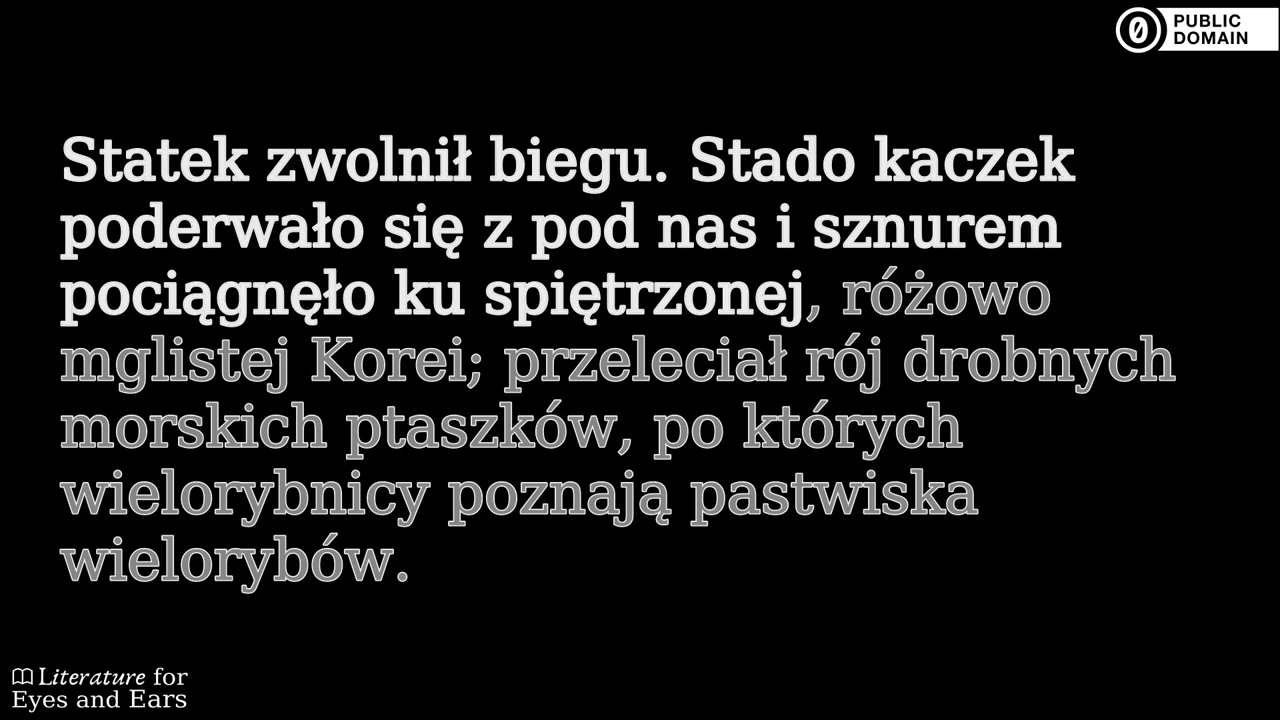 PUBLIC
DOMAIN
Statek zwolnił biegu. Stado kaczek
poderwało się z pod nas i sznurem
pociągnęło ku spiętrzonej, różowo
mglistej Korei; przeleciał rój drobnych
morskich ptaszków, po których
wielorybnicy poznają pastwiska
wielorybów.
Literature for
Eyes and Ears